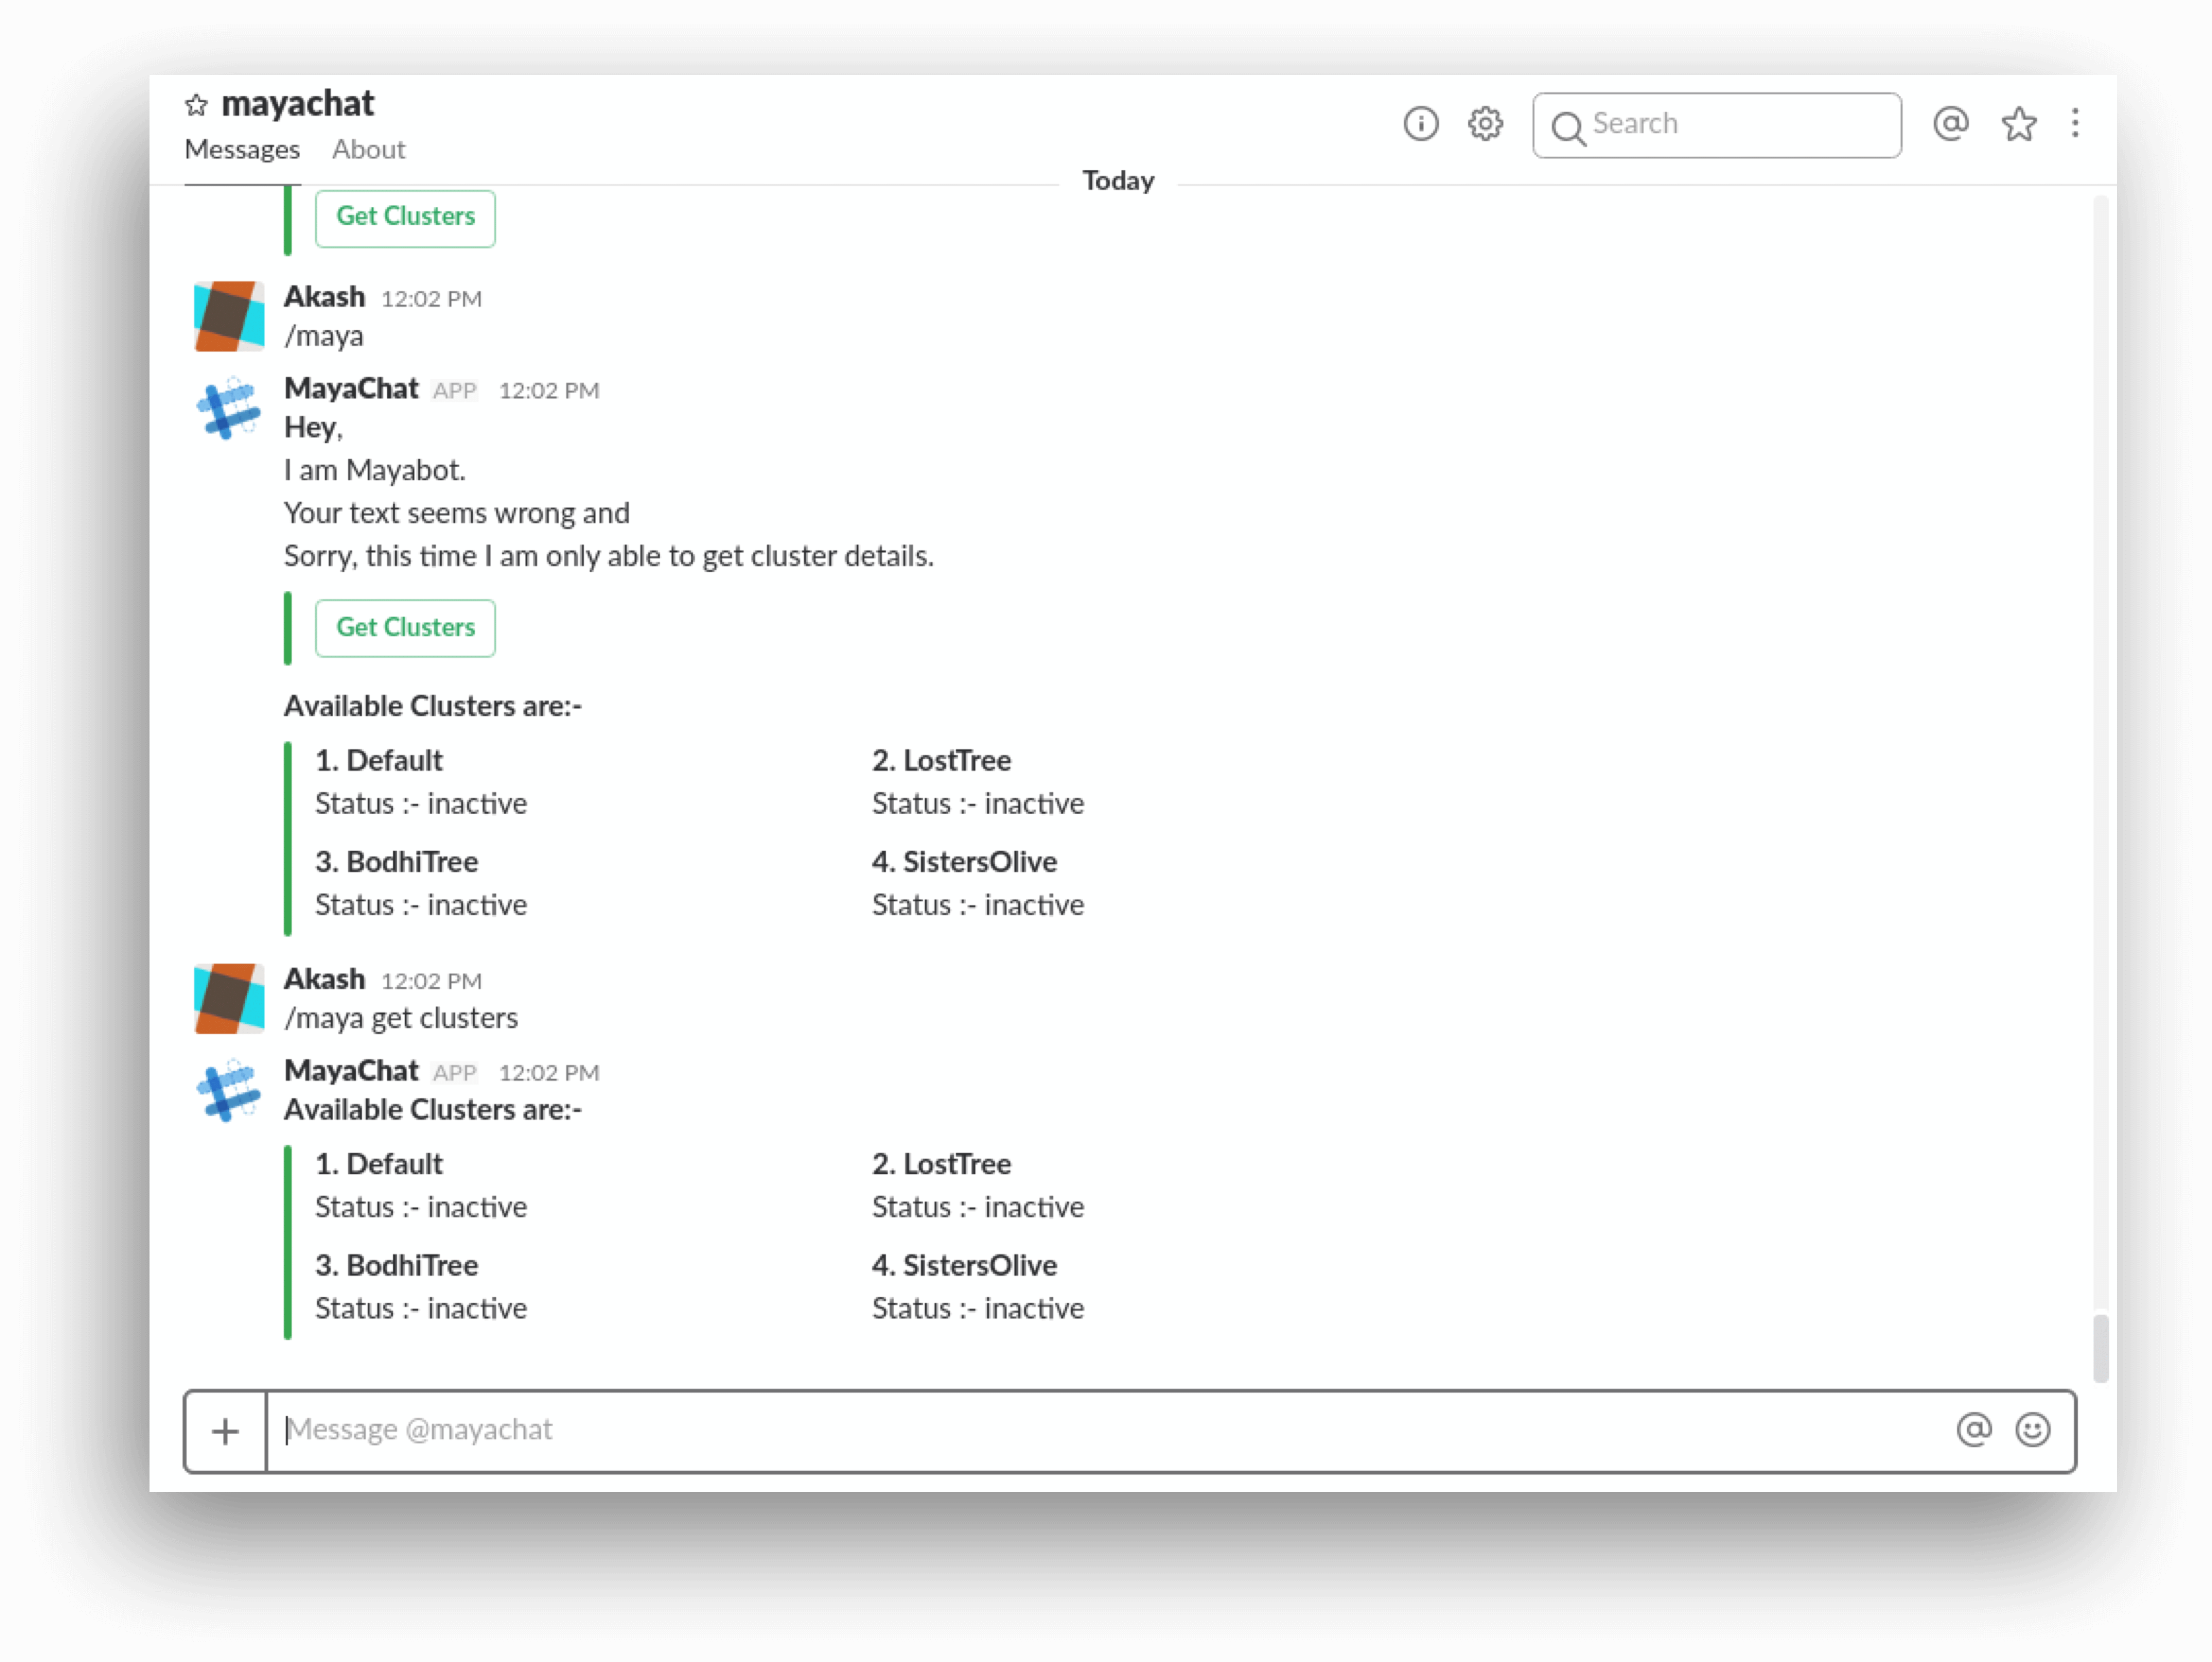 mayachat
Messages About
Search
Today
Get Clusters
Akash 12:02 PM
/maya
MayaChat APP 12:02 PM
Hey,
I am Mayabot.
Your text seems wrong and
Sorry, this time I am only able to get cluster details.
Get Clusters
Available Clusters are:-
1. Default 2. LostTree
Status :- inactive Status :- inactive
3. BodhiTree 4. SistersOlive
Status :- inactive Status :- inactive
Akash 12:02 PM
/maya get clusters
MayaChat APP 12:02 PM
Available Clusters are:-
1. Default 2. LostTree
Status :- inactive Status :- inactive
3. BodhiTree 4. SistersOlive
Status :- inactive Status :- inactive
Message @mayachat